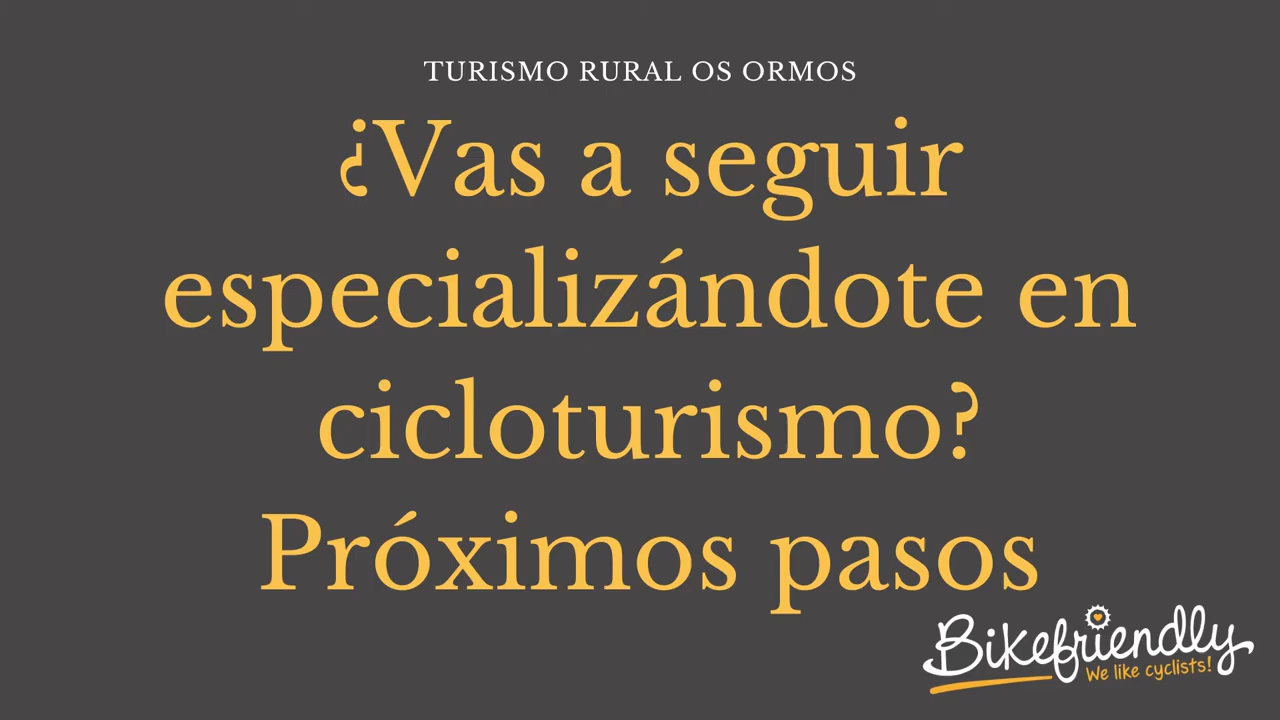 TURISMO RURAL OS ORMOS
¿Vas a seguir
especializándote en
cicloturismo?
Próximos pasos
Bikefriendly
We like cyclists!